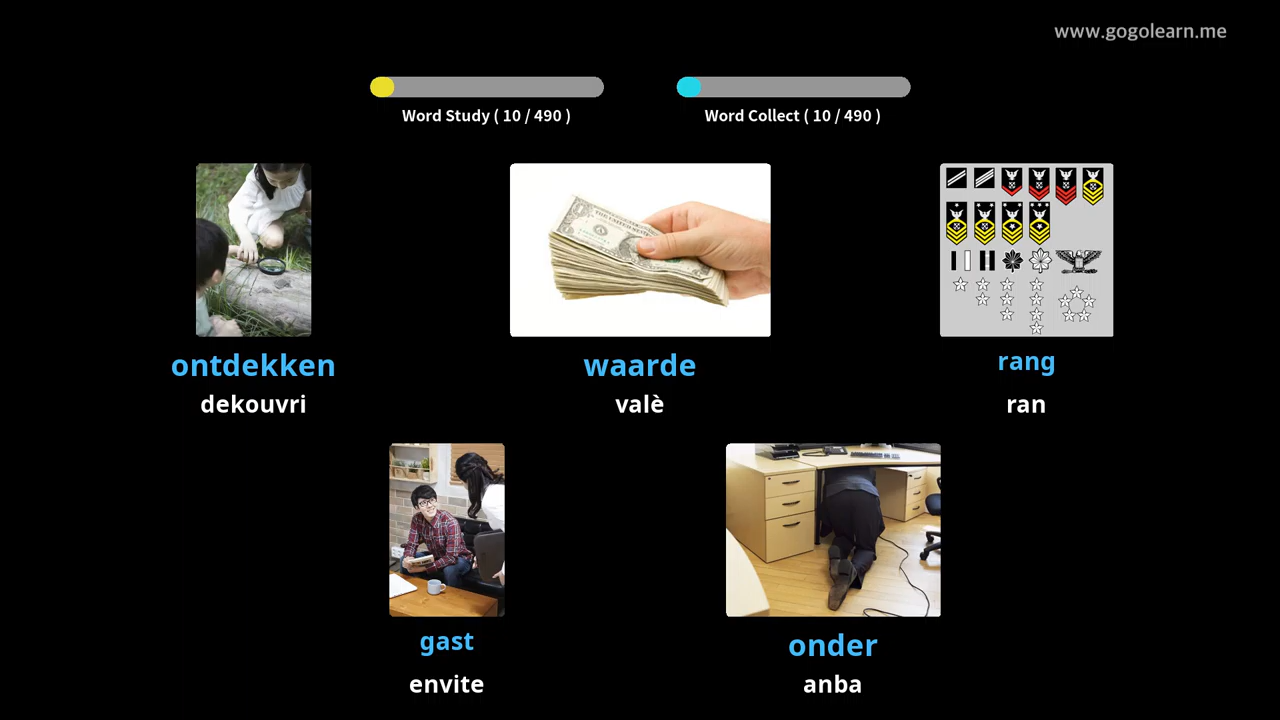 www.gogolearn.me
Word Study ( 10 / 490 )
Word Collect ( 10 / 490 )
ontdekken
dekouvri
waarde
valè
rang
ran
gast
envite
onder
anba